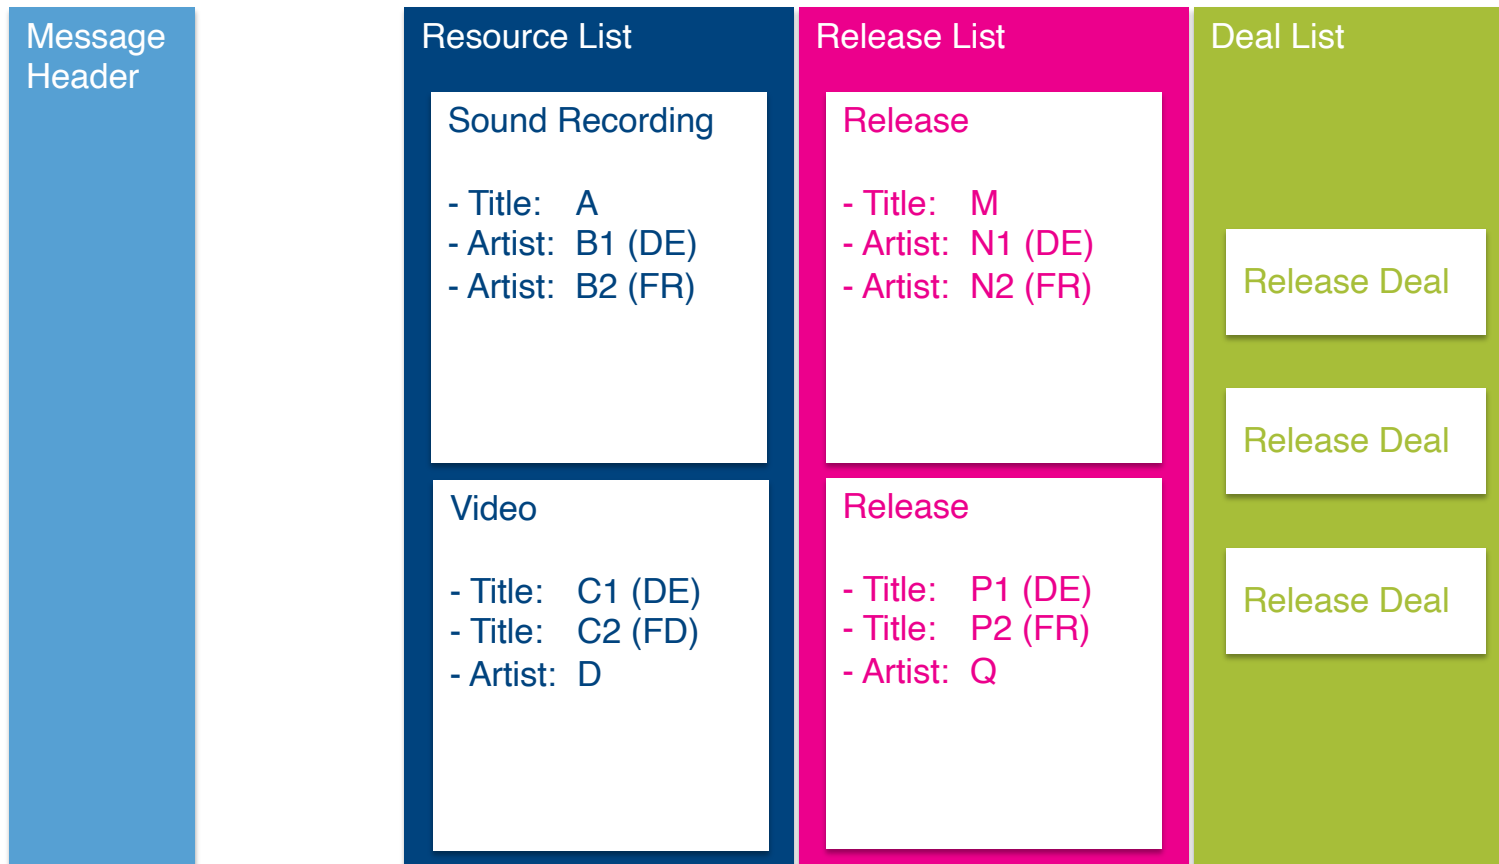 Message
Header
Resource List
Sound Recording
- Title: A
- Artist: B1 (DE)
- Artist: B2 (FR)
Video
- Title: C1 (DE)
- Title: C2 (FD)
- Artist: D
Release List
Release
- Title: M
- Artist: N1 (DE)
- Artist: N2 (FR)
Release
- Title: P1 (DE)
- Title: P2 (FR)
- Artist: Q
Deal List
Release Deal
Release Deal
Release Deal